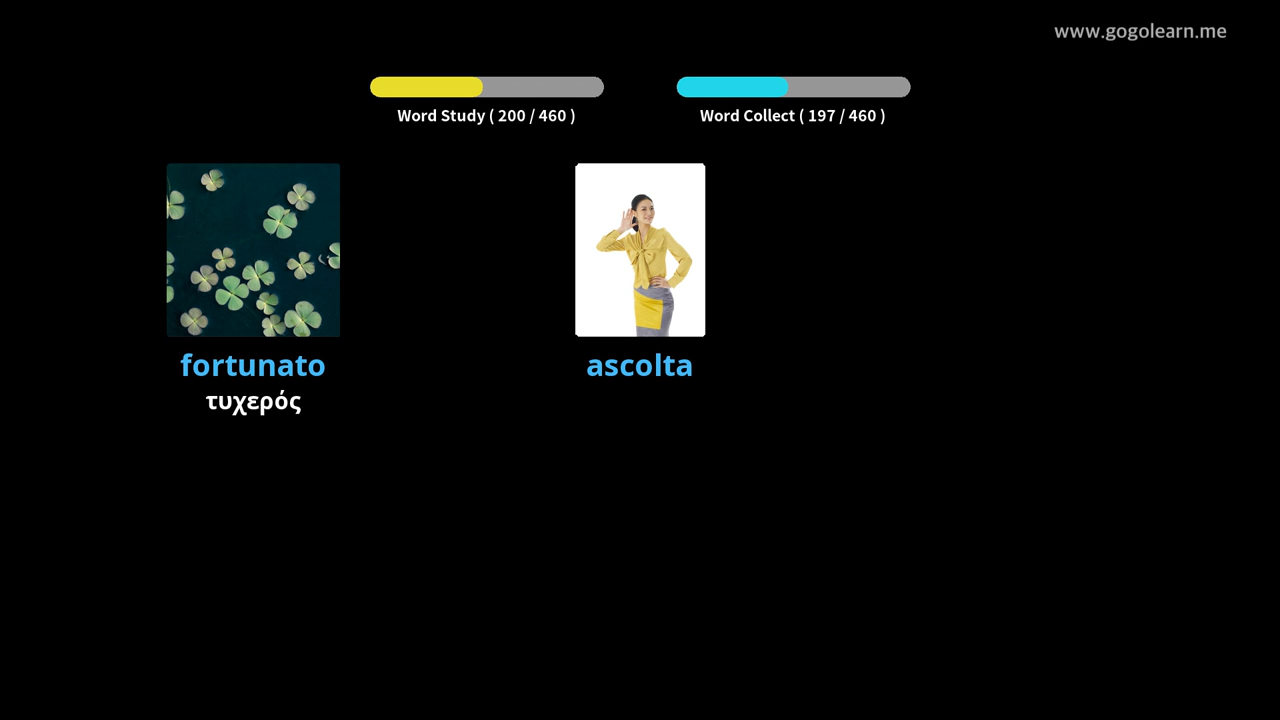 www.gogolearn.me
Word Study ( 200 / 460 )
Word Collect ( 197 / 460 )
fortunato
τυχερός
ascolta